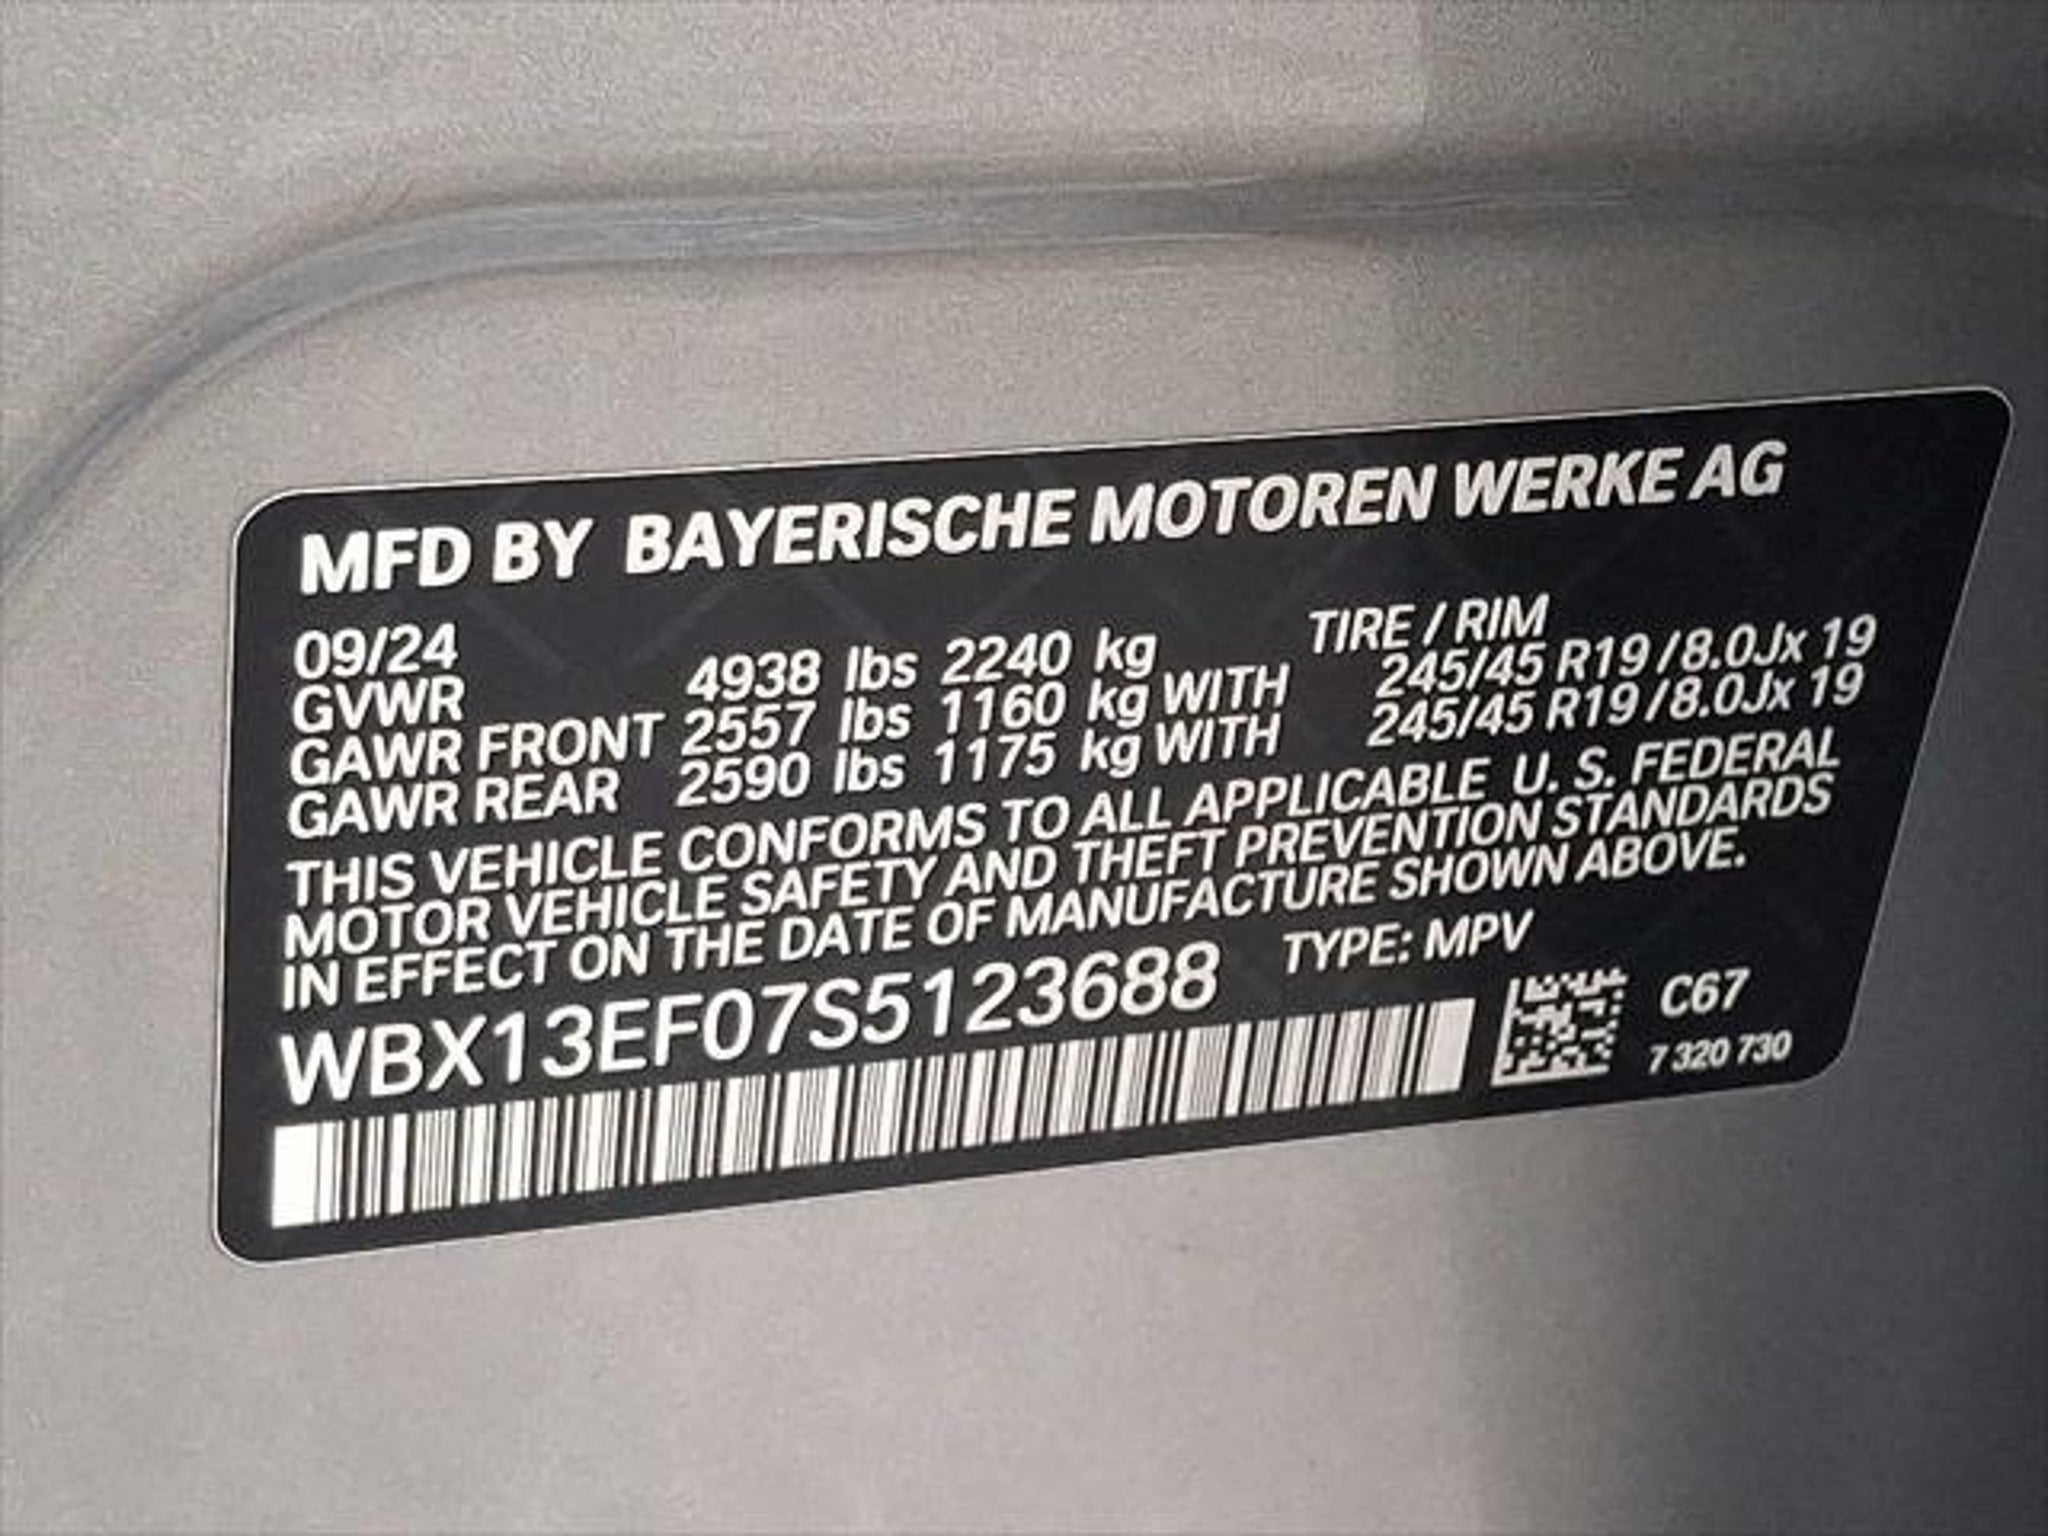 MFD BY BAYERISCHE MOTOREN WERKE AG
09/24 TIRE / RIM
GVWR 4938 lbs 2240 kg
GAWR FRONT 2557 lbs 1160 kg WITH 245/45 R19 / 8.0Jx 19
GAWR REAR 2590 lbs 1175 kg WITH 245/45 R19 / 8.0Jx 19
THIS VEHICLE CONFORMS TO ALL APPLICABLE U. S. FEDERAL
MOTOR VEHICLE SAFETY AND THEFT PREVENTION STANDARDS
IN EFFECT ON THE DATE OF MANUFACTURE SHOWN ABOVE.
WBX13EF07S5123688 TYPE: MPV
C67
7 320 730